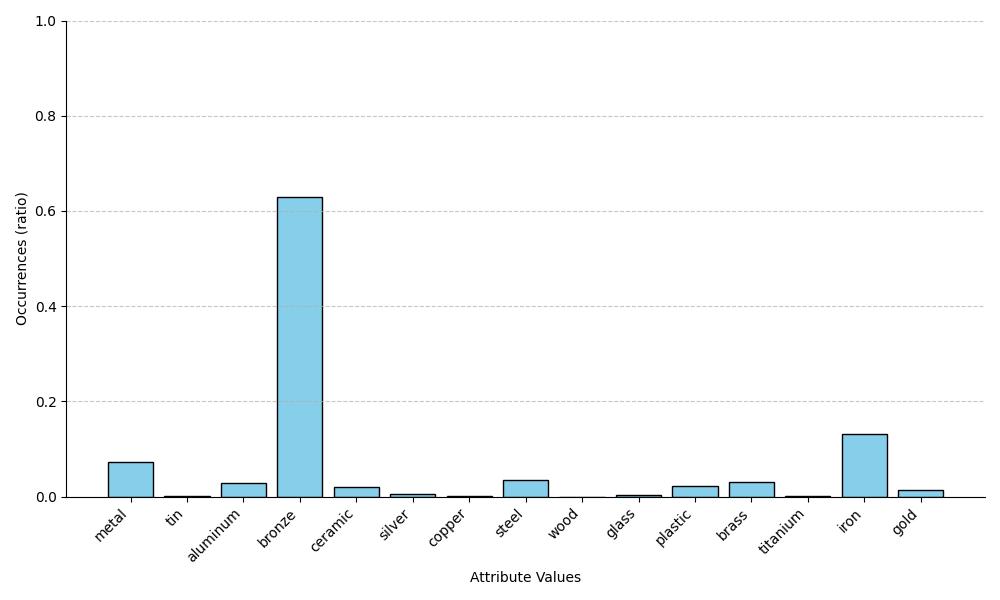 1.0
0.8
0.6
0.4
0.2
0.0
Occurrences (ratio)
metal
tin
aluminum
bronze
ceramic
silver
copper
steel
wood
glass
plastic
brass
titanium
iron
gold
Attribute Values